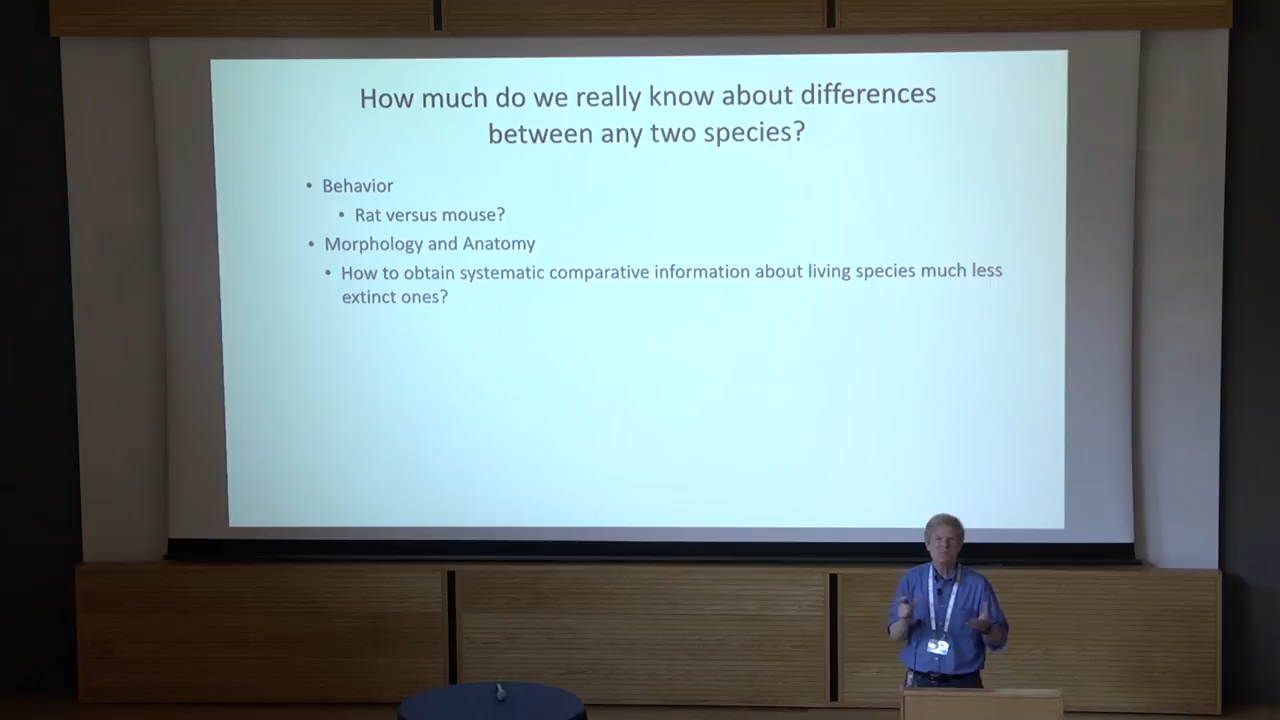 How much do we really know about differences
between any two species?
• Behavior
• Rat versus mouse?
• Morphology and Anatomy
• How to obtain systematic comparative information about living species much less
extinct ones?